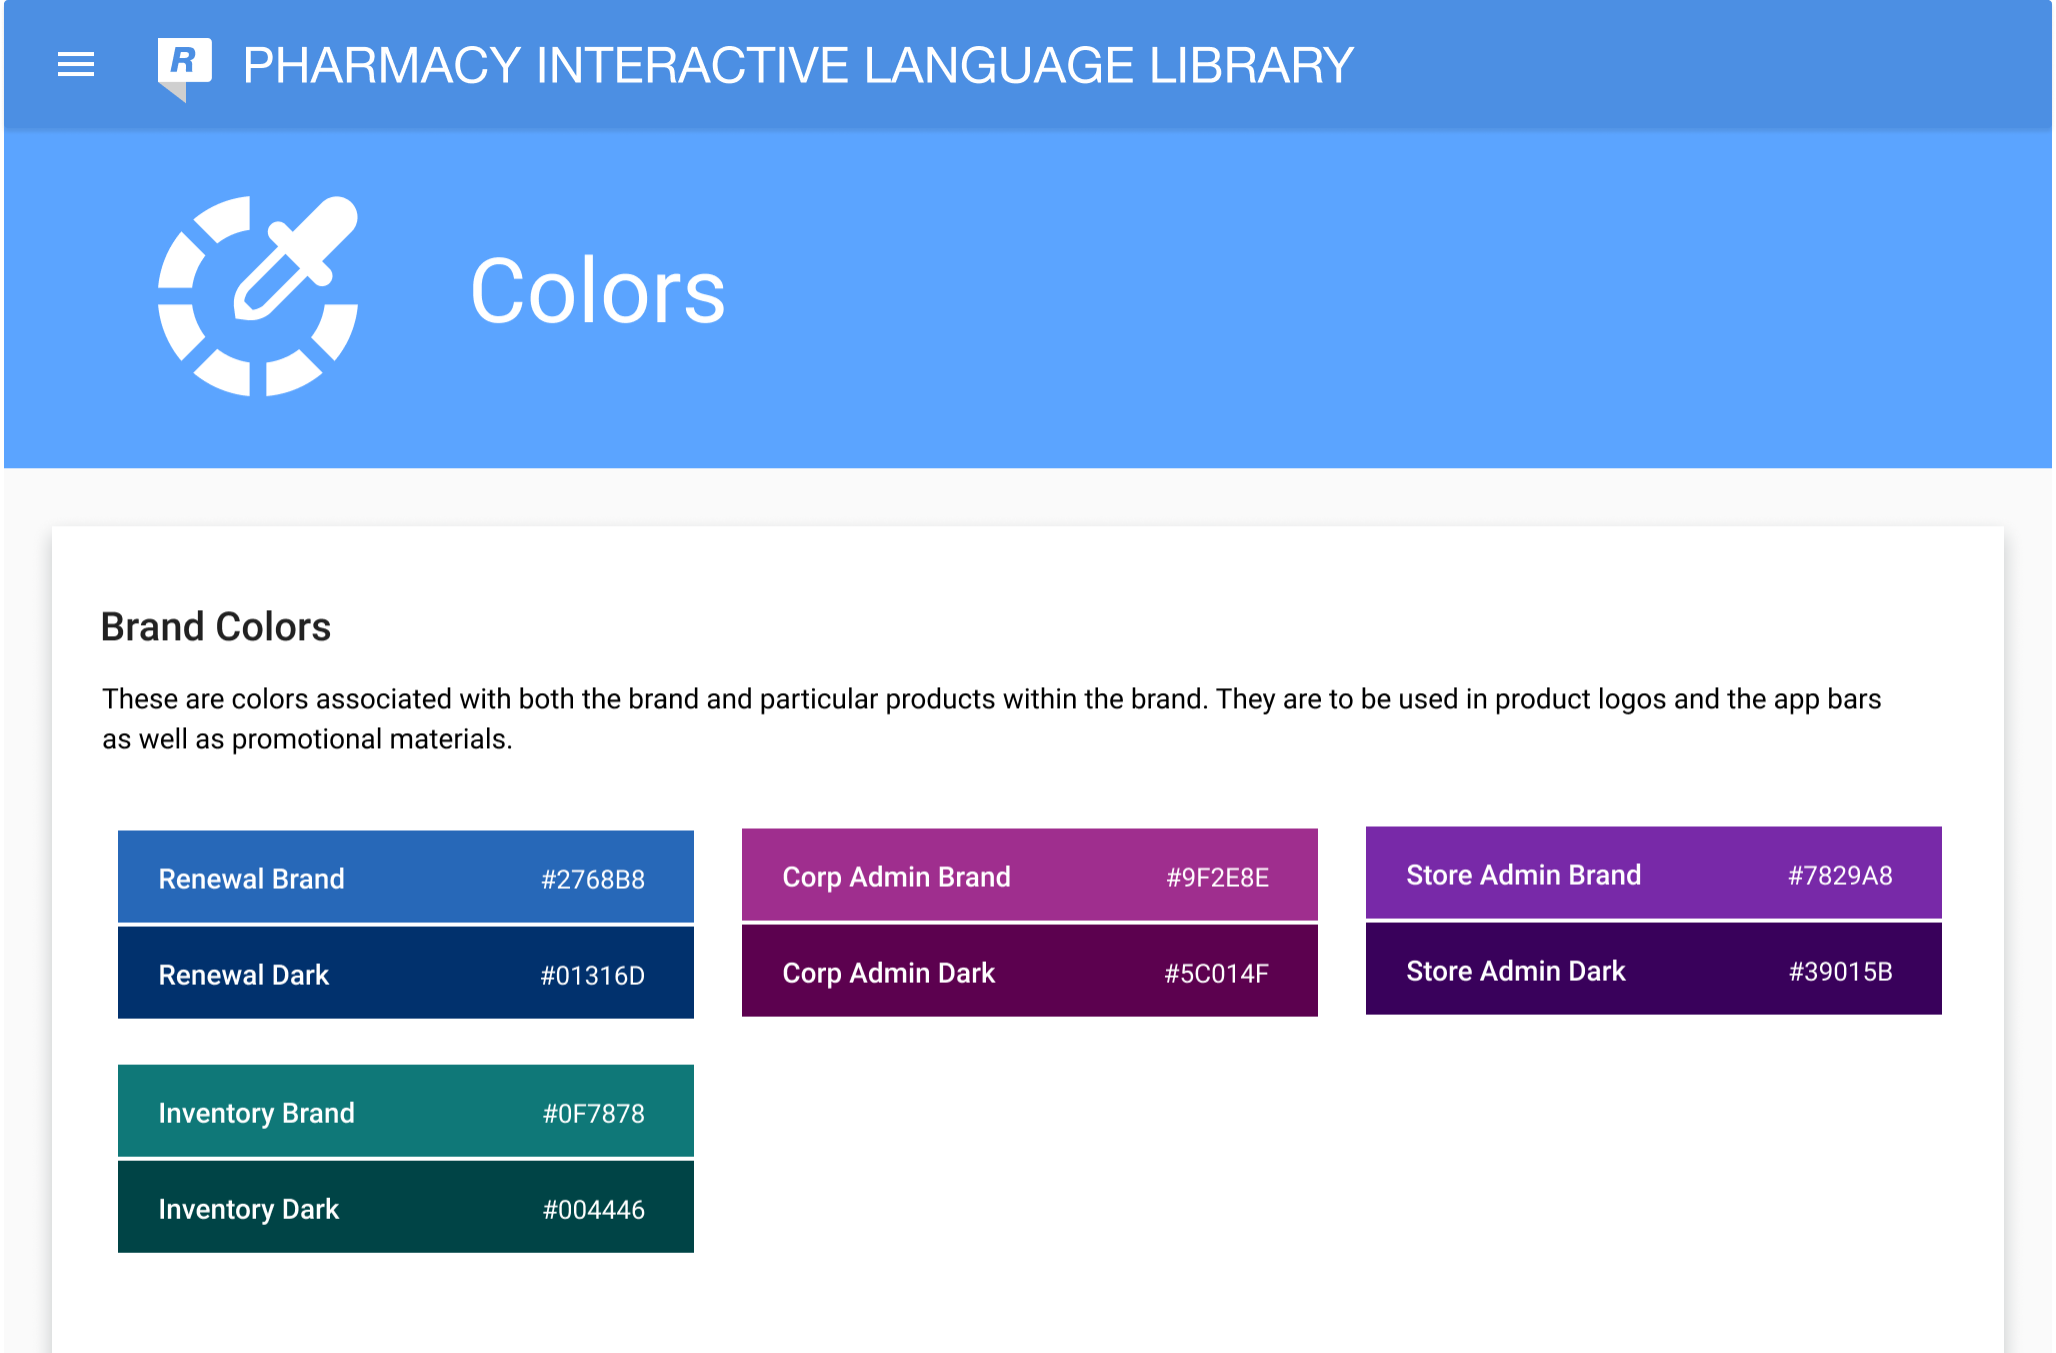 R PHARMACY INTERACTIVE LANGUAGE LIBRARY
Colors
Brand Colors
These are colors associated with both the brand and particular products within the brand. They are to be used in product logos and the app bars
as well as promotional materials.
Renewal Brand #2768B8
Renewal Dark #01316D
Corp Admin Brand #9F2E8E
Corp Admin Dark #5C014F
Store Admin Brand #7829A8
Store Admin Dark #39015B
Inventory Brand #0F7878
Inventory Dark #004446